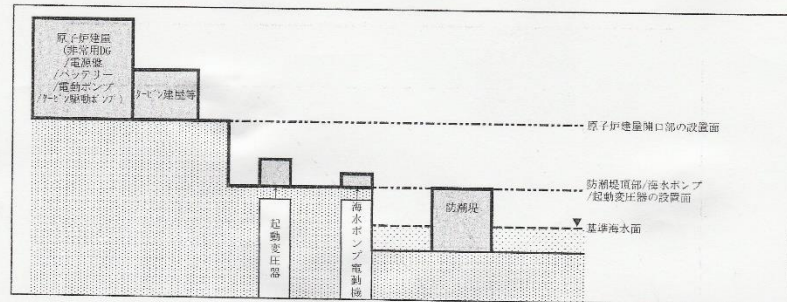 原子炉建屋
(非常用DG
/電源盤
/バッテリー
/電動ポンプ
/タービン駆動ポンプ)
タービン建屋等
原子炉建屋開口部の設置面
防潮堤頂部/海水ポンプ
/起動変圧器の設置面
防潮堤
基準海水面
起動変圧器
海水ポンプ電動機